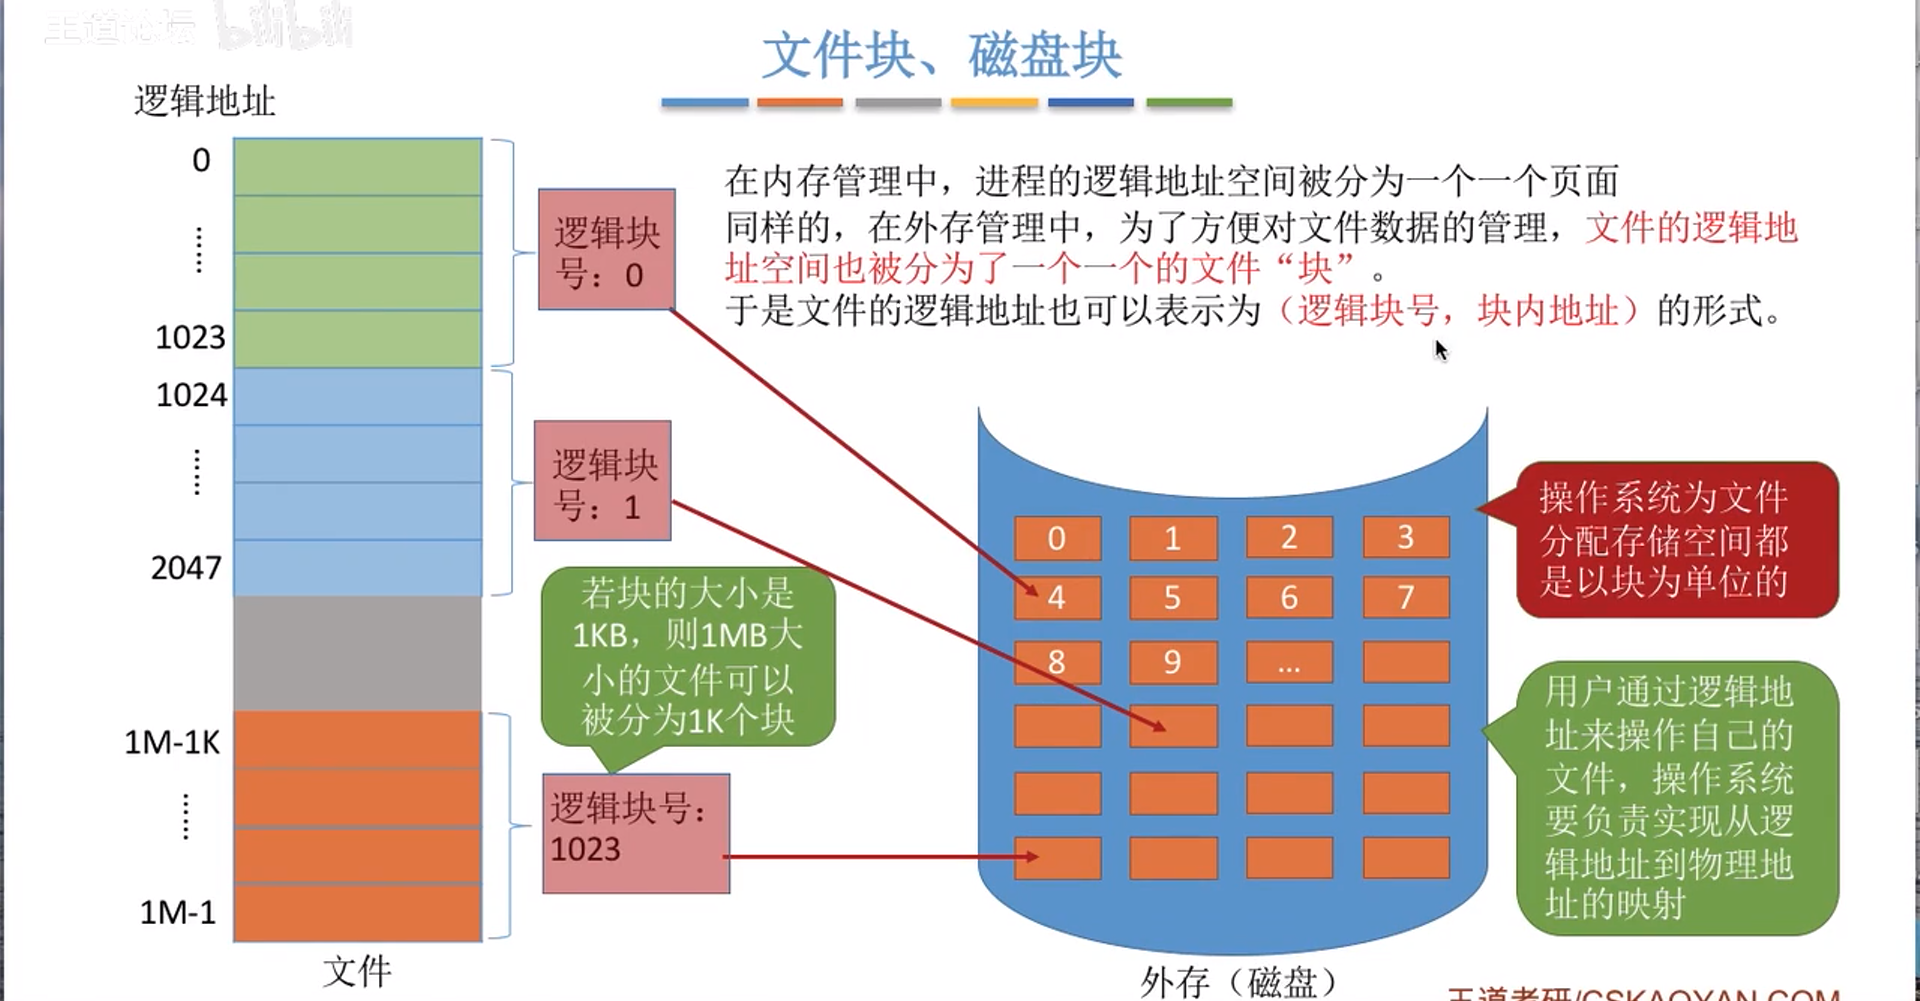 王道论坛 bilibili
文件块、磁盘块
逻辑地址
0
1023
1024
2047
1M-1K
1M-1
文件
逻辑块
号：0
逻辑块
号：1
若块的大小是
1KB，则1MB大
小的文件可以
被分为1K个块
逻辑块号：
1023
在内存管理中，进程的逻辑地址空间被分为一个一个页面
同样的，在外存管理中，为了方便对文件数据的管理，文件的逻辑地
址空间也被分为了一个一个的文件“块”。
于是文件的逻辑地址也可以表示为（逻辑块号，块内地址）的形式。
0 1 2 3
4 5 6 7
8 9 ...
外存（磁盘）
操作系统为文件
分配存储空间都
是以块为单位的
用户通过逻辑地
址来操作自己的
文件，操作系统
要负责实现从逻
辑地址到物理地
址的映射
王道考研/CSKAOYAN.COM